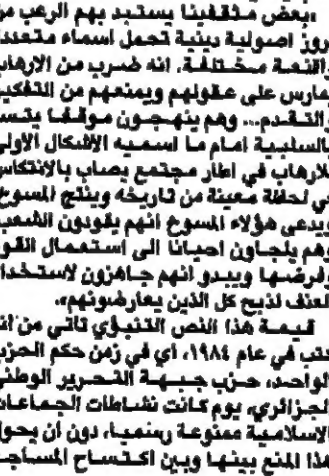 «بعض مثقفينا يستبد بهم الرعب من
بروز اصولية دينية تحمل اسماء متعددة
واقنعة مختلفة. انه ضرب من الارهاب
يمارس على عقولهم ويمنعهم من التفكير
والتقدم... وهم ينهجون موقفا يتسم
بالسلبية امام ما اسميه الاشكال الاولى
للارهاب في اطار مجتمع يصاب بالانتكاس
في لحظة معينة من تاريخه وينتج المسوخ
ويدعي هؤلاء المسوخ انهم يقودون الشعب
وهم يلجاون احيانا الى استعمال القوة
وفرضها ويبدو انهم جاهزون لاستخدام
العنف لذبح كل الذين يعارضونهم».
قيمة هذا النص التنبؤي تاتي من انه
كتب في عام ١٩٨٤، اي في زمن حكم الحزب
الواحد، حزب جبهة التحرير الوطني
الجزائري، يوم كانت نشاطات الجماعات
الاسلامية ممنوعة رسميا، دون ان يحول
هذا المنع بينها وبين اكتساح المساجد